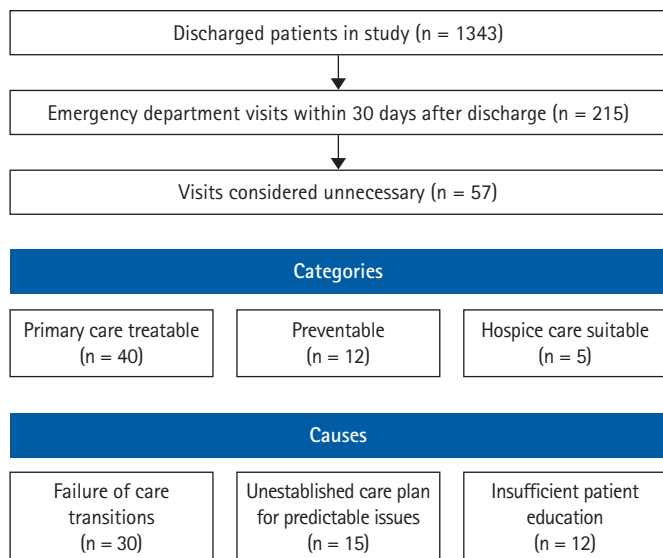 Discharged patients in study (n = 1343)
Emergency department visits within 30 days after discharge (n = 215)
Visits considered unnecessary (n = 57)
Categories
Primary care treatable
(n = 40)
Preventable
(n = 12)
Hospice care suitable
(n = 5)
Causes
Failure of care
transitions
(n = 30)
Unestablished care plan
for predictable issues
(n = 15)
Insufficient patient
education
(n = 12)